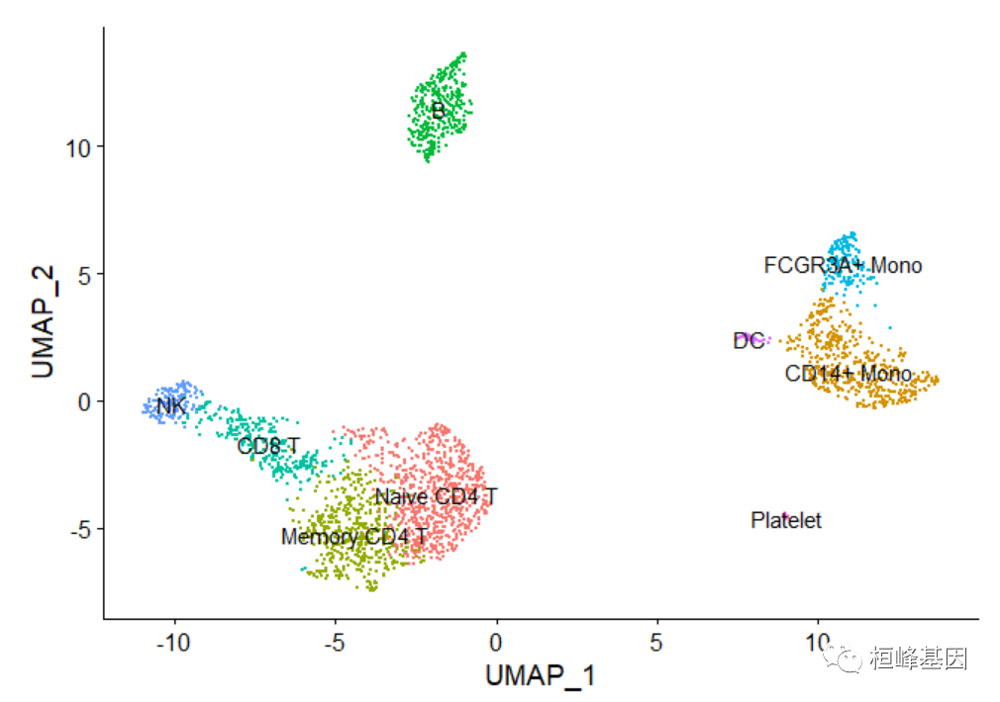 B
10
FCGR3A+ Mono
5
UMAP_2
DC
CD14+ Mono
NK
0
CD8 T
Naive CD4 T
Platelet
-5
Memory CD4 T
-10
-5
0
5
10
桓峰基因
UMAP_1